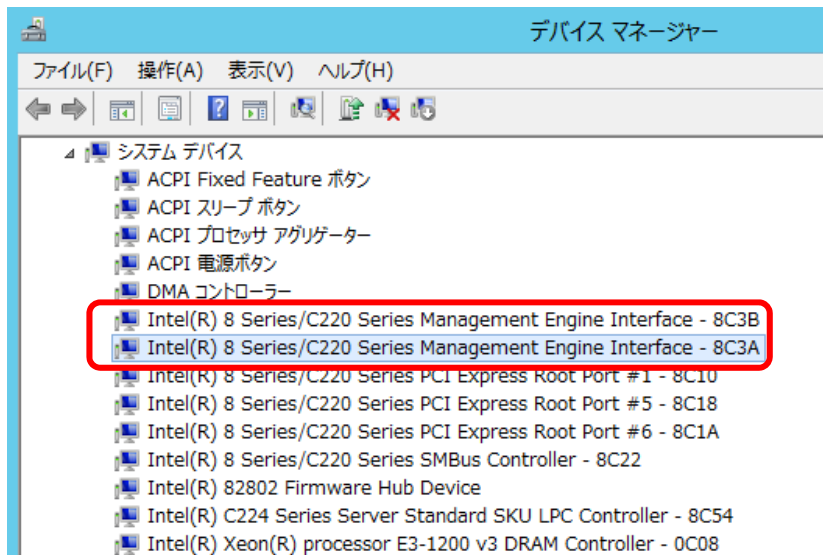 デバイス マネージャー
ファイル(F) 操作(A) 表示(V) ヘルプ(H)
システム デバイス
ACPI Fixed Feature ボタン
ACPI スリープ ボタン
ACPI プロセッサ アグリゲーター
ACPI 電源ボタン
DMA コントローラー
Intel(R) 8 Series/C220 Series Management Engine Interface - 8C3B
Intel(R) 8 Series/C220 Series Management Engine Interface - 8C3A
Intel(R) 8 Series/C220 Series PCI Express Root Port #1 - 8C10
Intel(R) 8 Series/C220 Series PCI Express Root Port #5 - 8C18
Intel(R) 8 Series/C220 Series PCI Express Root Port #6 - 8C1A
Intel(R) 8 Series/C220 Series SMBus Controller - 8C22
Intel(R) 82802 Firmware Hub Device
Intel(R) C224 Series Server Standard SKU LPC Controller - 8C54
Intel(R) Xeon(R) processor E3-1200 v3 DRAM Controller - 0C08